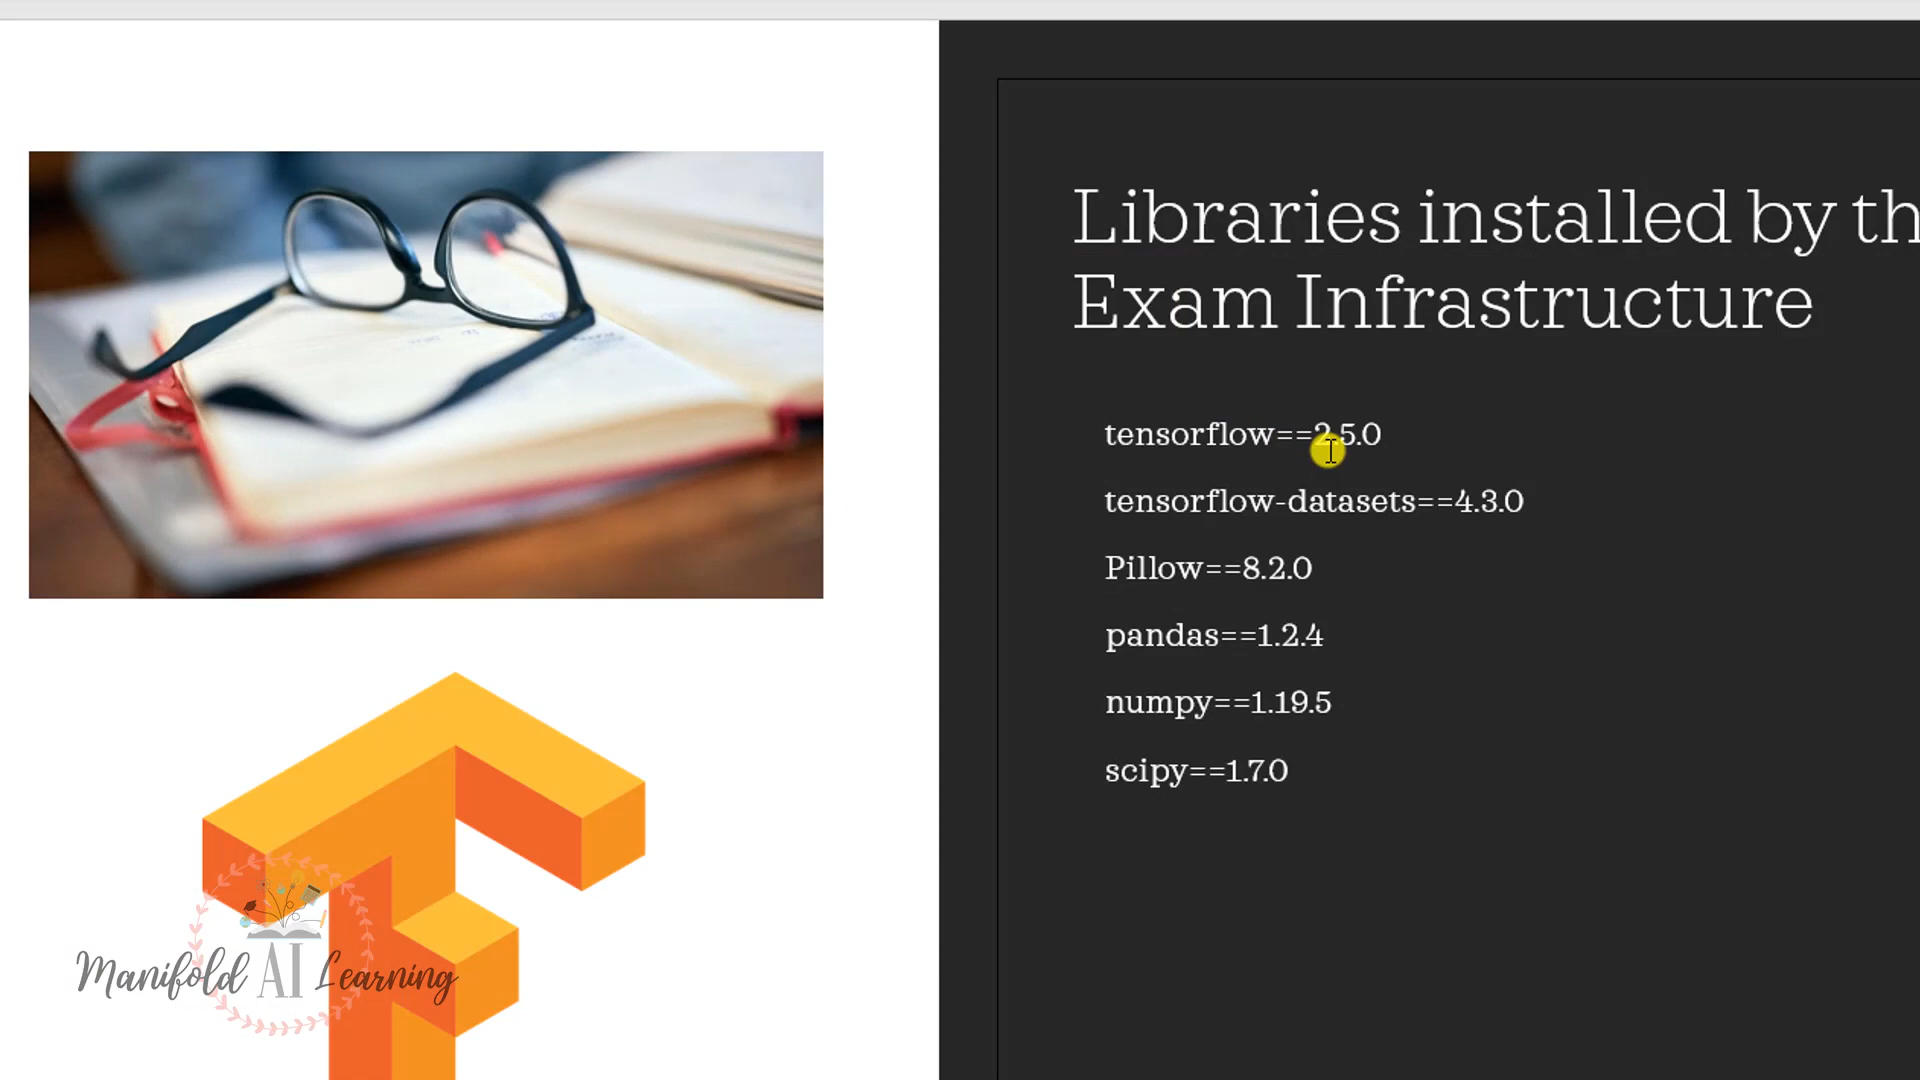 Libraries installed by th
Exam Infrastructure
tensorflow==2.5.0
tensorflow-datasets==4.3.0
Pillow==8.2.0
pandas==1.2.4
numpy==1.19.5
scipy==1.7.0
Manifold AI Learning